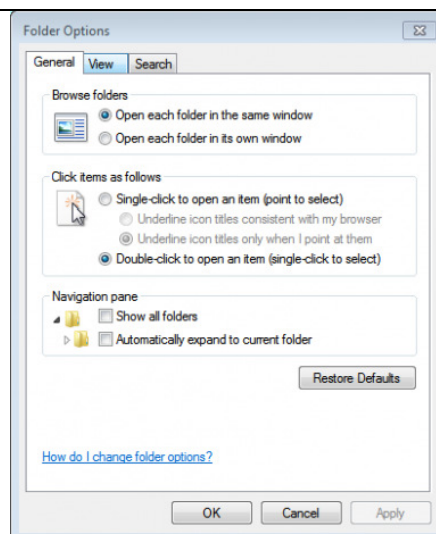 Folder Options
General View Search
Browse folders
Open each folder in the same window
Open each folder in its own window
Click items as follows
Single-click to open an item (point to select)
Underline icon titles consistent with my browser
Underline icon titles only when I point at them
Double-click to open an item (single-click to select)
Navigation pane
Show all folders
Automatically expand to current folder
Restore Defaults
How do I change folder options?
OK Cancel Apply